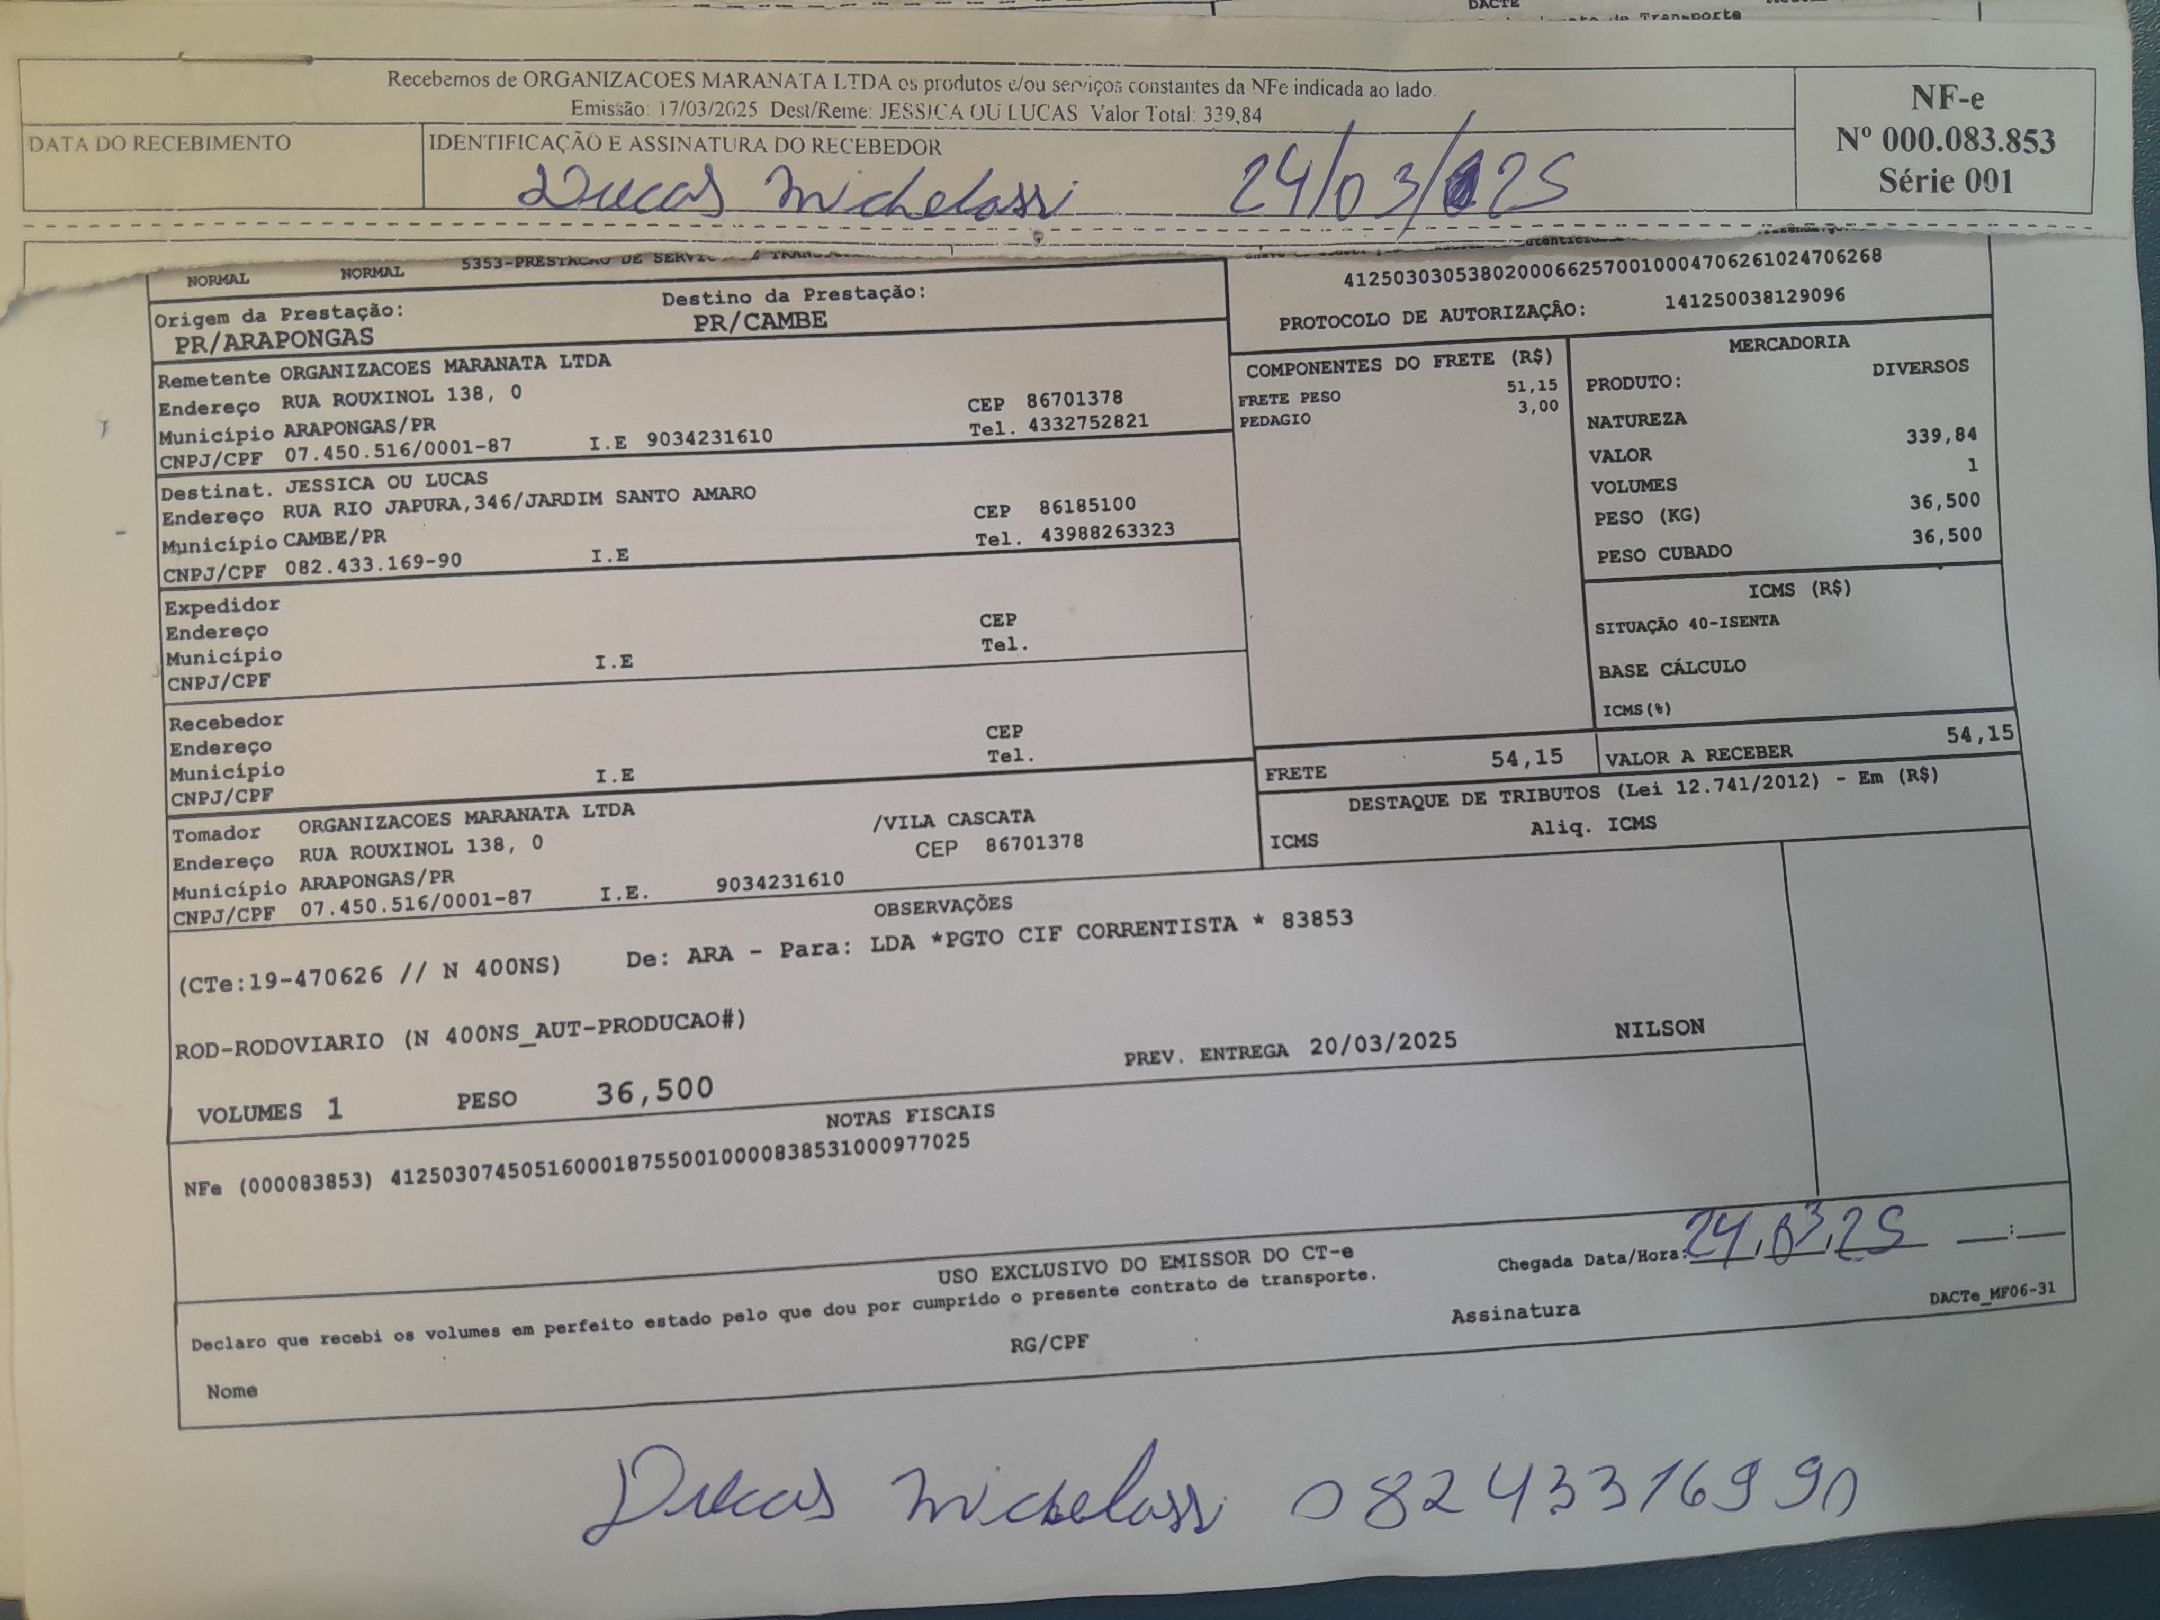 DACTE
de Transporte
Recebemos de ORGANIZACOES MARANATA LTDA os produtos e/ou serviços constantes da NFe indicada ao lado.
Emissão: 17/03/2025 Dest/Reme: JESSICA OU LUCAS Valor Total: 339,84
NF-e
Nº 000.083.853
Série 001
DATA DO RECEBIMENTO
IDENTIFICAÇÃO E ASSINATURA DO RECEBEDOR
Lucas Michelassi 24/03/25
NORMAL NORMAL 5353-PRESTACAO DE SERVIC
41250303053802000662570010004706261024706268
PROTOCOLO DE AUTORIZAÇÂO: 141250038129096
Origem da Prestação: Destino da Prestação:
PR/ARAPONGAS PR/CAMBE
Remetente ORGANIZACOES MARANATA LTDA
Endereço RUA ROUXINOL 138, 0 CEP 86701378
Município ARAPONGAS/PR Tel. 4332752821
CNPJ/CPF 07.450.516/0001-87 I.E 9034231610
Destinat. JESSICA OU LUCAS
Endereço RUA RIO JAPURA,346/JARDIM SANTO AMARO CEP 86185100
Município CAMBE/PR Tel. 43988263323
CNPJ/CPF 082.433.169-90 I.E
Expedidor
Endereço CEP
Município Tel.
CNPJ/CPF I.E
Recebedor
Endereço CEP
Município Tel.
CNPJ/CPF I.E
Tomador ORGANIZACOES MARANATA LTDA /VILA CASCATA
Endereço RUA ROUXINOL 138, 0 CEP 86701378
Município ARAPONGAS/PR
CNPJ/CPF 07.450.516/0001-87 I.E. 9034231610
COMPONENTES DO FRETE (R$)
FRETE PESO 51,15
PEDAGIO 3,00
MERCADORIA
PRODUTO: DIVERSOS
NATUREZA
VALOR 339,84
VOLUMES 1
PESO (KG) 36,500
PESO CUBADO 36,500
ICMS (R$)
SITUAÇÃO 40-ISENTA
BASE CÁLCULO
ICMS(%)
FRETE 54,15 VALOR A RECEBER 54,15
DESTAQUE DE TRIBUTOS (Lei 12.741/2012) - Em (R$)
ICMS Aliq. ICMS
OBSERVAÇÕES
(CTe:19-470626 // N 400NS) De: ARA - Para: LDA *PGTO CIF CORRENTISTA * 83853
ROD-RODOVIARIO (N 400NS_AUT-PRODUCAO#)
PREV. ENTREGA 20/03/2025 NILSON
VOLUMES 1 PESO 36,500
NOTAS FISCAIS
NFe (000083853) 41250307450516000187550010000838531000977025
USO EXCLUSIVO DO EMISSOR DO CT-e
Chegada Data/Hora: 24,03,25 __:__
Declaro que recebi os volumes em perfeito estado pelo que dou por cumprido o presente contrato de transporte.
Nome RG/CPF Assinatura DACTe_MF06-31
Lucas Michelassi 08243316990